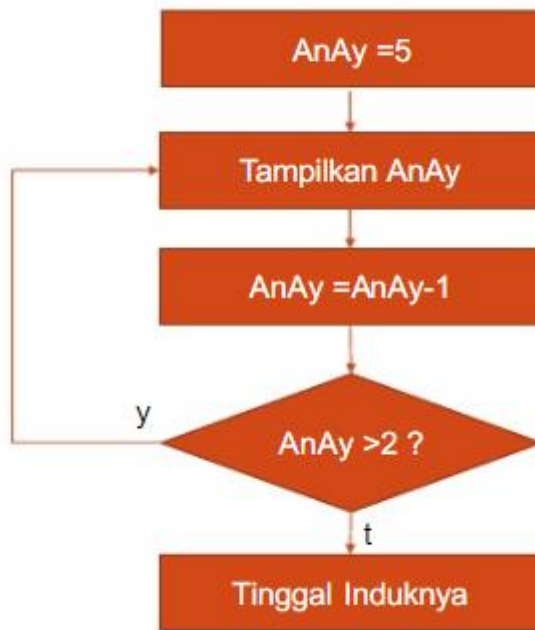 AnAy =5
Tampilkan AnAy
AnAy =AnAy-1
y
AnAy >2 ?
t
Tinggal Induknya